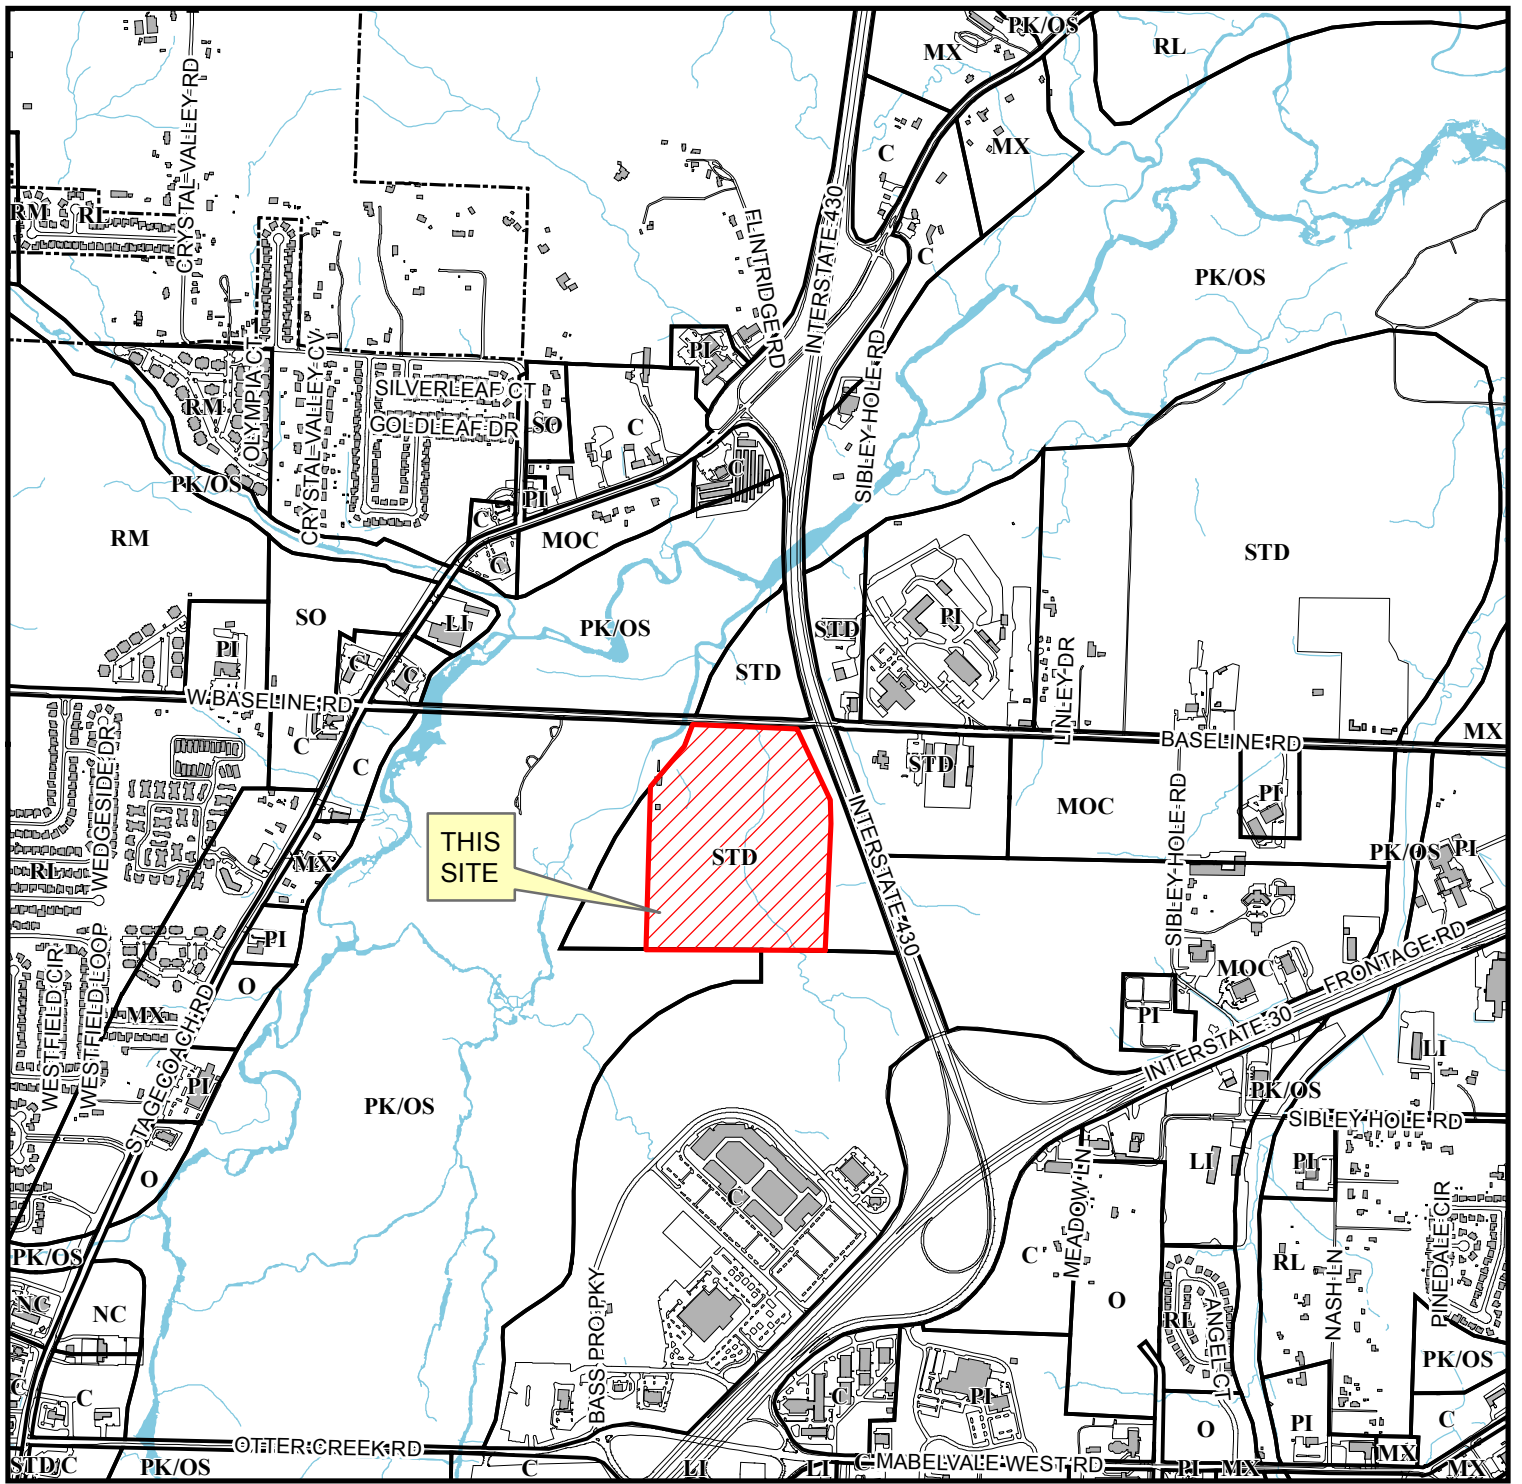 PK/OS
MX
RL
CRYSTAL VALLEY RD
C
MX
RM
RL
FLINTRIDGE RD
INTERSTATE 430
C
PK/OS
OLYMPIA CT
CRYSTAL VALLEY CV
PI
SIBLEY HOLE RD
SILVERLEAF CT
RM
GOLDLEAF DR
SO
C
C
PK/OS
PI
C
RM
MOC
STD
C
SO
LI
PK/OS
STD
PI
PI
C
C
STD
LINLEY DR
W BASELINE RD
MX
BASELINE RD
C
C
STD
WEDGESIDE DR
SIBLEY HOLE RD
PI
MOC
INTERSTATE 430
THIS
SITE
STD
PK/OS
PI
RL
MX
PI
WESTFIELD CIR
WESTFIELD LOOP
O
MOC
FRONTAGE RD
STAGECOACH RD
MX
PI
INTERSTATE 30
LI
PI
PK/OS
PK/OS
SIBLEY HOLE RD
O
LI
PI
C
MEADOW LN
PINEDALE CIR
PK/OS
C
RL
NASH LN
NC
NC
BASS PRO PKY
O
RL
ANGEL CT
PK/OS
C
C
C
PI
O
PI
C
OTTER CREEK RD
MX
STD
C
PK/OS
C
LI
LI
C
MABELVALE WEST RD
PI
MX
MX